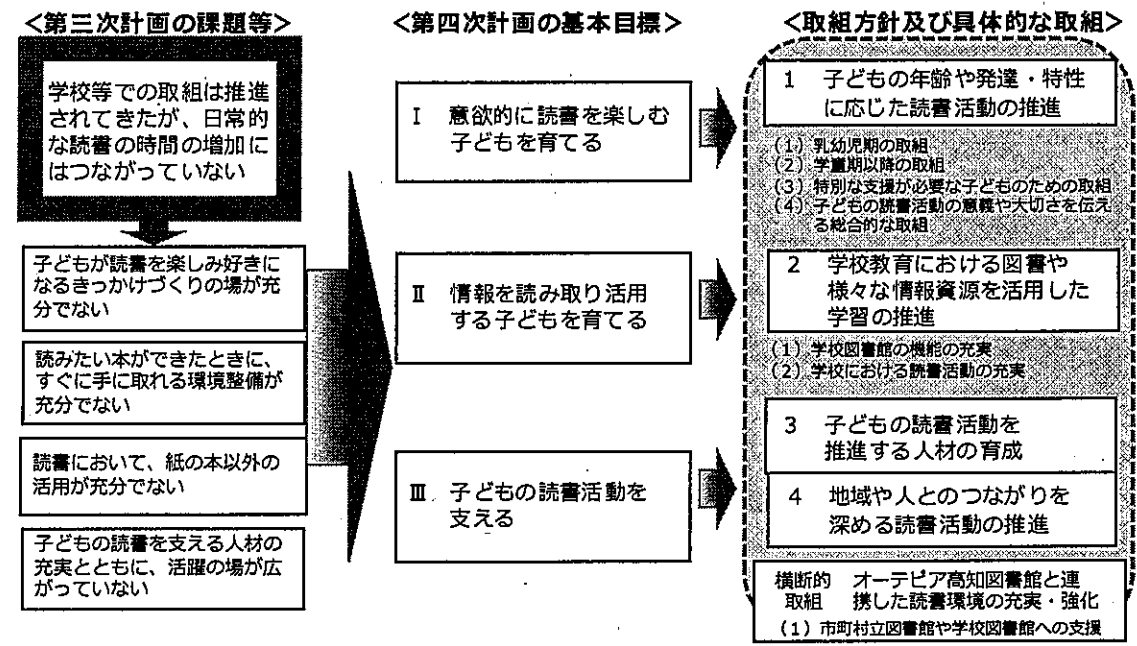 <第三次計画の課題等>
学校等での取組は推進
されてきたが、日常的
な読書の時間の増加に
はつながっていない
子どもが読書を楽しみ好きに
なるきっかけづくりの場が充
分でない
読みたい本ができたときに、
すぐに手に取れる環境整備が
充分でない
読書において、紙の本以外の
活用が充分でない
子どもの読書を支える人材の
充実とともに、活躍の場が広
がっていない
<第四次計画の基本目標>
Ⅰ 意欲的に読書を楽しむ
子どもを育てる
Ⅱ 情報を読み取り活用
する子どもを育てる
Ⅲ 子どもの読書活動を
支える
<取組方針及び具体的な取組>
1 子どもの年齢や発達・特性
に応じた読書活動の推進
(1)乳幼児期の取組
(2)学童期以降の取組
(3)特別な支援が必要な子どものための取組
(4)子どもの読書活動の意義や大切さを伝え
る総合的な取組
2 学校教育における図書や
様々な情報資源を活用した
学習の推進
(1)学校図書館の機能の充実
(2)学校における読書活動の充実
3 子どもの読書活動を
推進する人材の育成
4 地域や人とのつながりを
深める読書活動の推進
横断的 オーテピア高知図書館と連
取組 携した読書環境の充実・強化
(1)市町村立図書館や学校図書館への支援